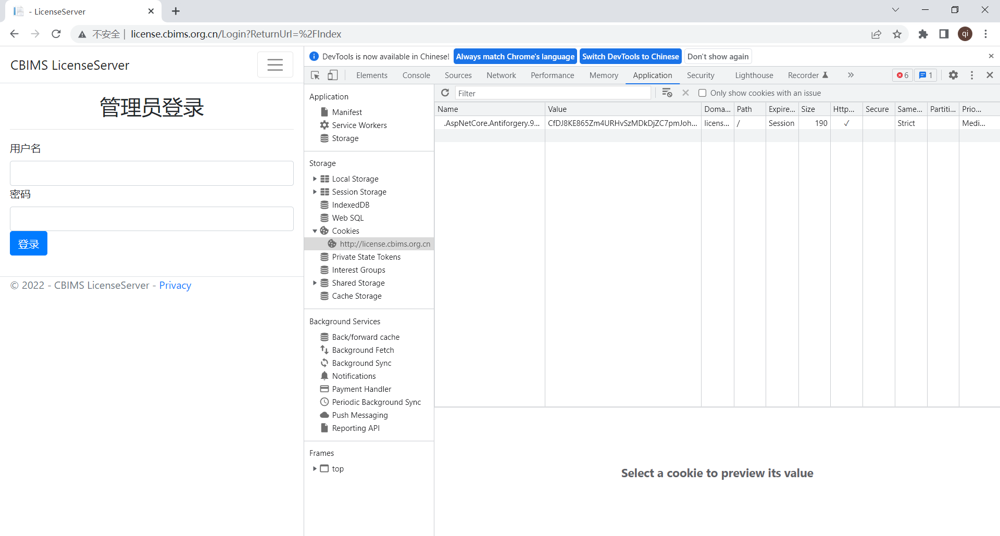 - LicenseServer
不安全 | license.cbims.org.cn/Login?ReturnUrl=%2FIndex
qi
CBIMS LicenseServer
管理员登录
用户名
密码
登录
© 2022 - CBIMS LicenseServer - Privacy
DevTools is now available in Chinese! Always match Chrome's language Switch DevTools to Chinese Don't show again
Elements Console Sources Network Performance Memory Application Security Lighthouse Recorder 6 1
Application
Manifest
Service Workers
Storage
Storage
Local Storage
Session Storage
IndexedDB
Web SQL
Cookies
http://license.cbims.org.cn
Private State Tokens
Interest Groups
Shared Storage
Cache Storage
Background Services
Back/forward cache
Background Fetch
Background Sync
Notifications
Payment Handler
Periodic Background Sync
Push Messaging
Reporting API
Frames
top
Filter Only show cookies with an issue
Name Value Doma... Path Expire... Size Http... Secure Same... Partiti... Prio...
.AspNetCore.Antiforgery.9... CfDJ8KE865Zm4URHvSzMDkDjZC7pmJoh... licens... / Session 190 ✓ Strict Medi...
Select a cookie to preview its value